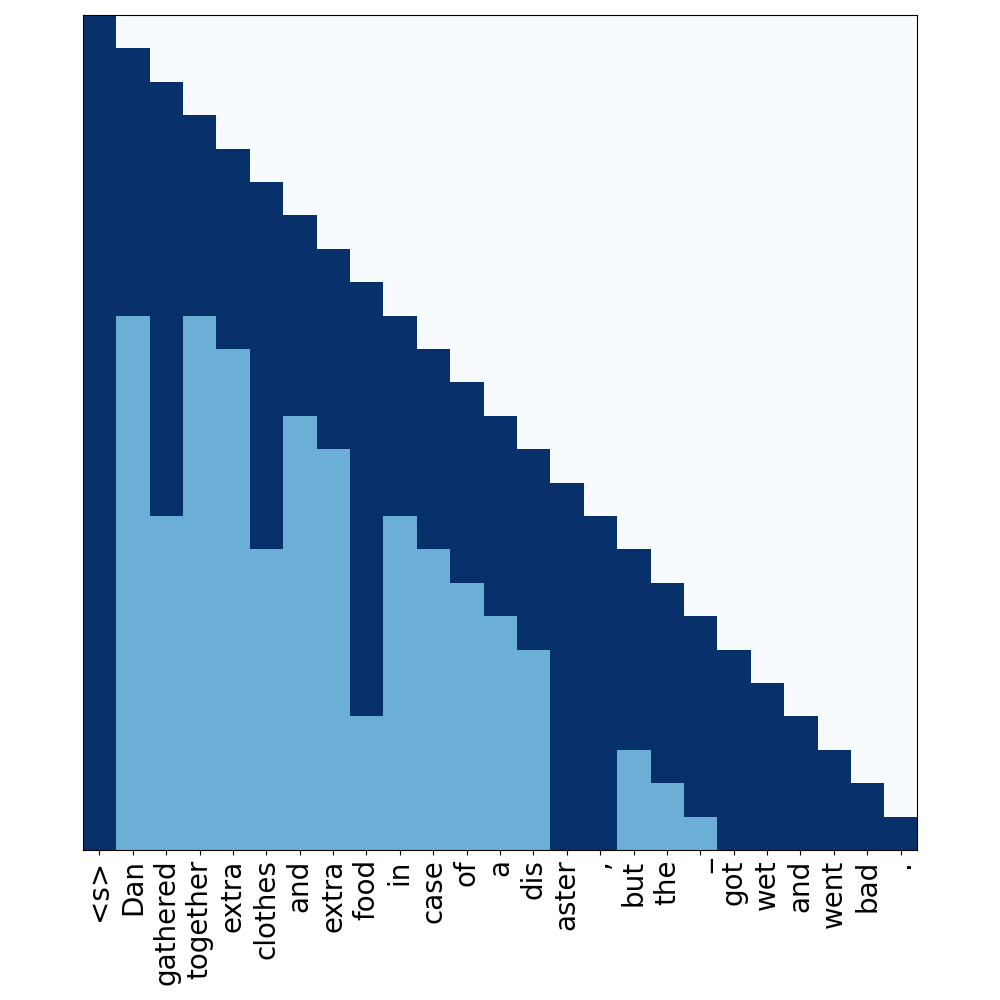 <s> Dan gathered together extra clothes and extra food in case of a dis aster , but the _ got wet and went bad .